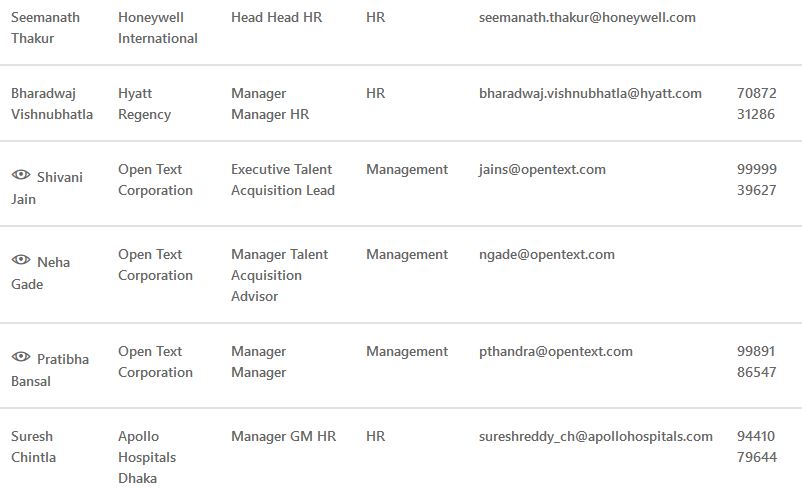 Seemanath Honeywell Head Head HR HR seemanath.thakur@honeywell.com
Thakur International
Bharadwaj Hyatt Manager HR bharadwaj.vishnubhatla@hyatt.com 70872
Vishnubhatla Regency Manager HR 31286
Shivani Open Text Executive Talent Management jains@opentext.com 99999
Jain Corporation Acquisition Lead 39627
Neha Open Text Manager Talent Management ngade@opentext.com
Gade Corporation Acquisition
Advisor
Pratibha Open Text Manager Management pthandra@opentext.com 99891
Bansal Corporation Manager 86547
Suresh Apollo Manager GM HR HR sureshreddy_ch@apollohospitals.com 94410
Chintla Hospitals 79644
Dhaka